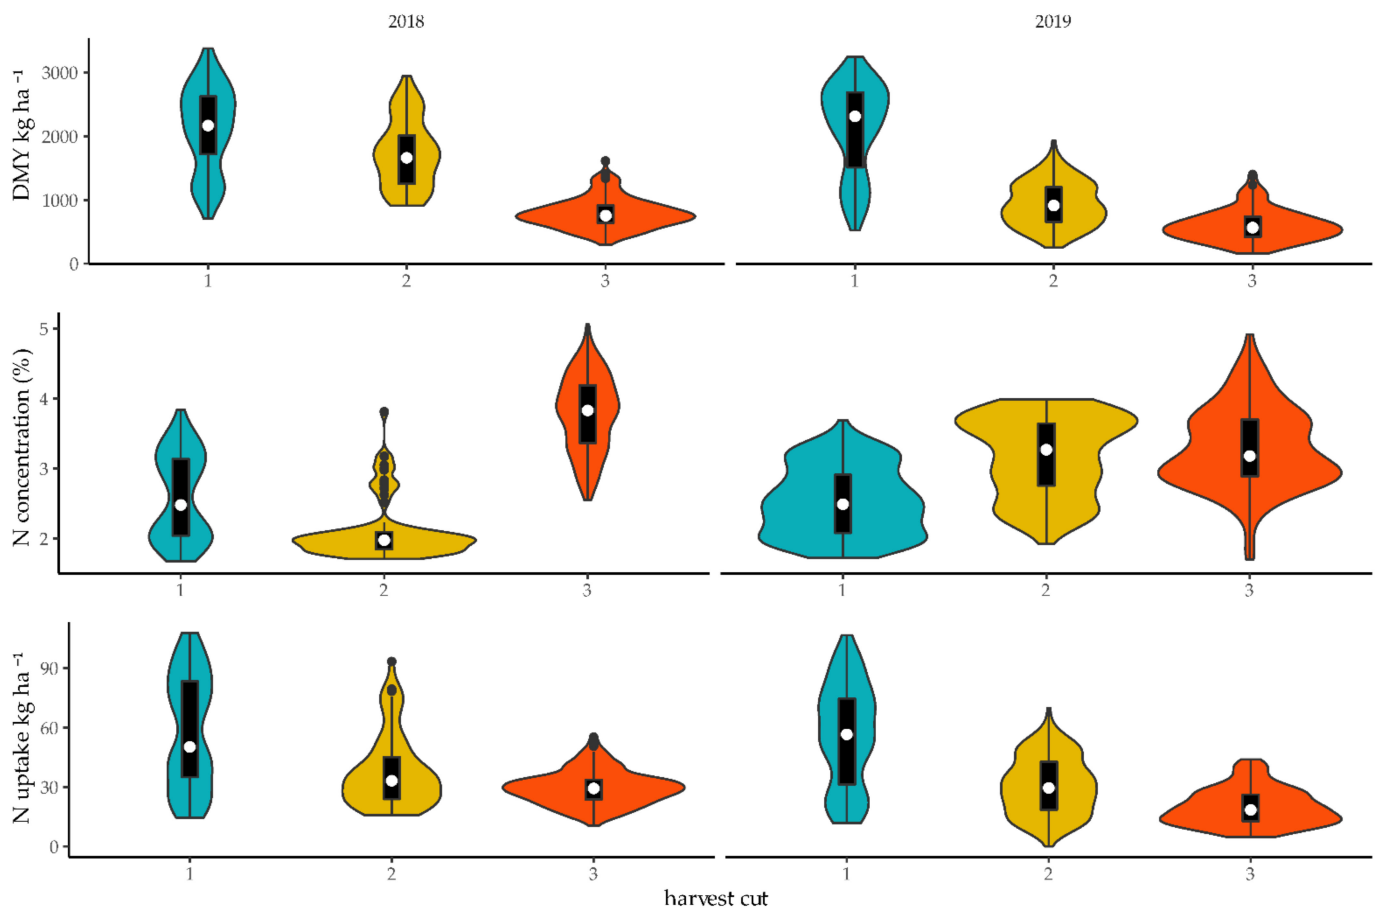 2018 2019
DMY kg ha ⁻¹
3000
2000
1000
0
1 2 3 1 2 3
N concentration (%)
5
4
3
2
1 2 3 1 2 3
N uptake kg ha ⁻¹
90
60
30
0
1 2 3 1 2 3
harvest cut